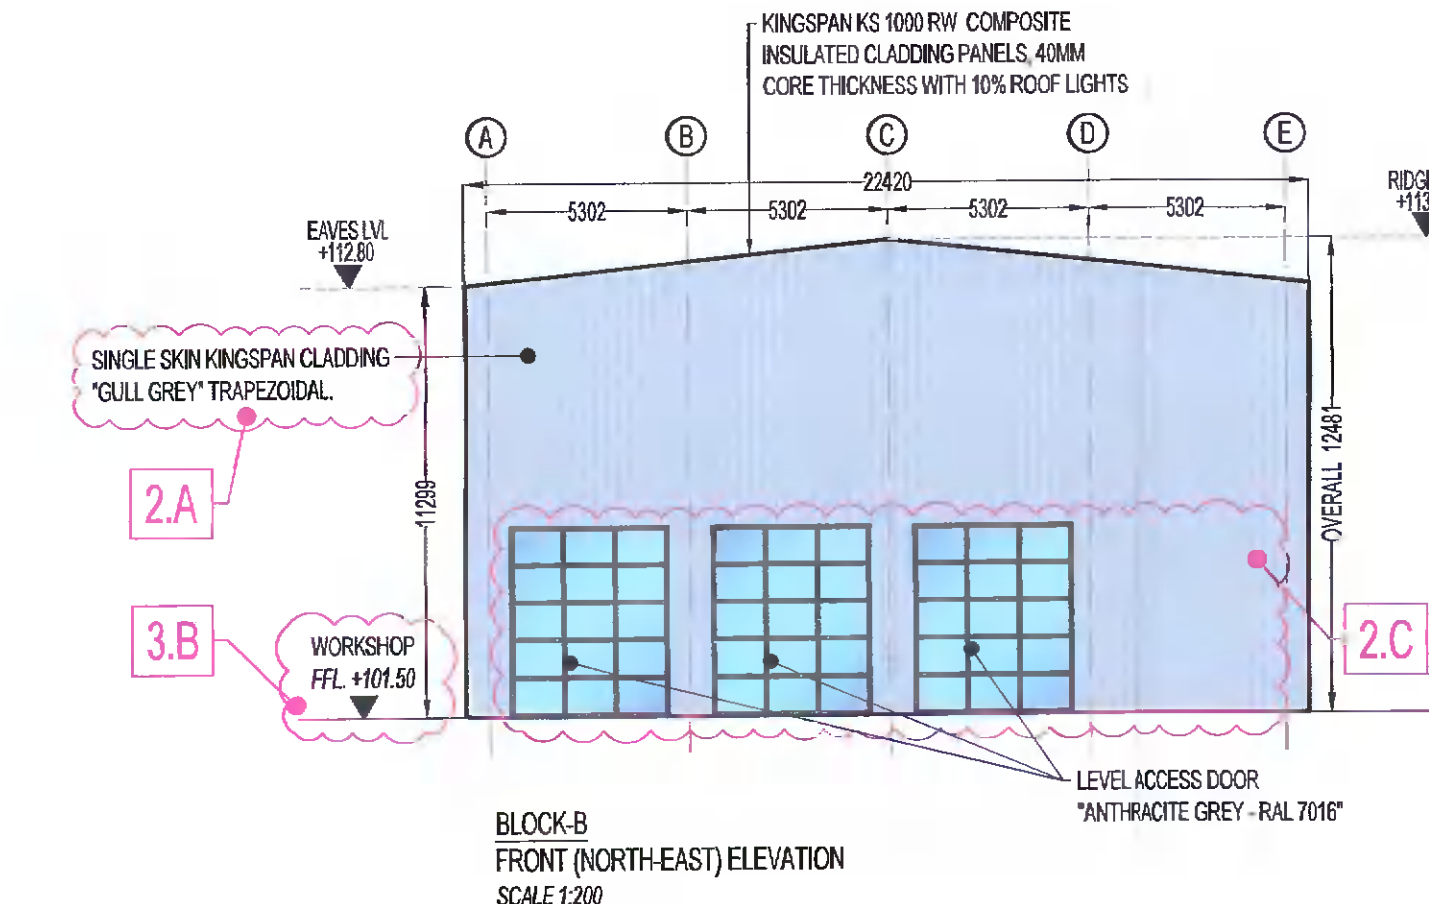 KINGSPAN KS 1000 RW COMPOSITE
INSULATED CLADDING PANELS, 40MM
CORE THICKNESS WITH 10% ROOF LIGHTS
A B C D E
22420
5302 5302 5302 5302
EAVES LVL
+112.80
SINGLE SKIN KINGSPAN CLADDING
"GULL GREY" TRAPEZOIDAL.
2.A
11299
OVERALL 12481
3.B
WORKSHOP
FFL. +101.50
2.C
LEVEL ACCESS DOOR
"ANTHRACITE GREY - RAL 7016"
BLOCK-B
FRONT (NORTH-EAST) ELEVATION
SCALE 1:200